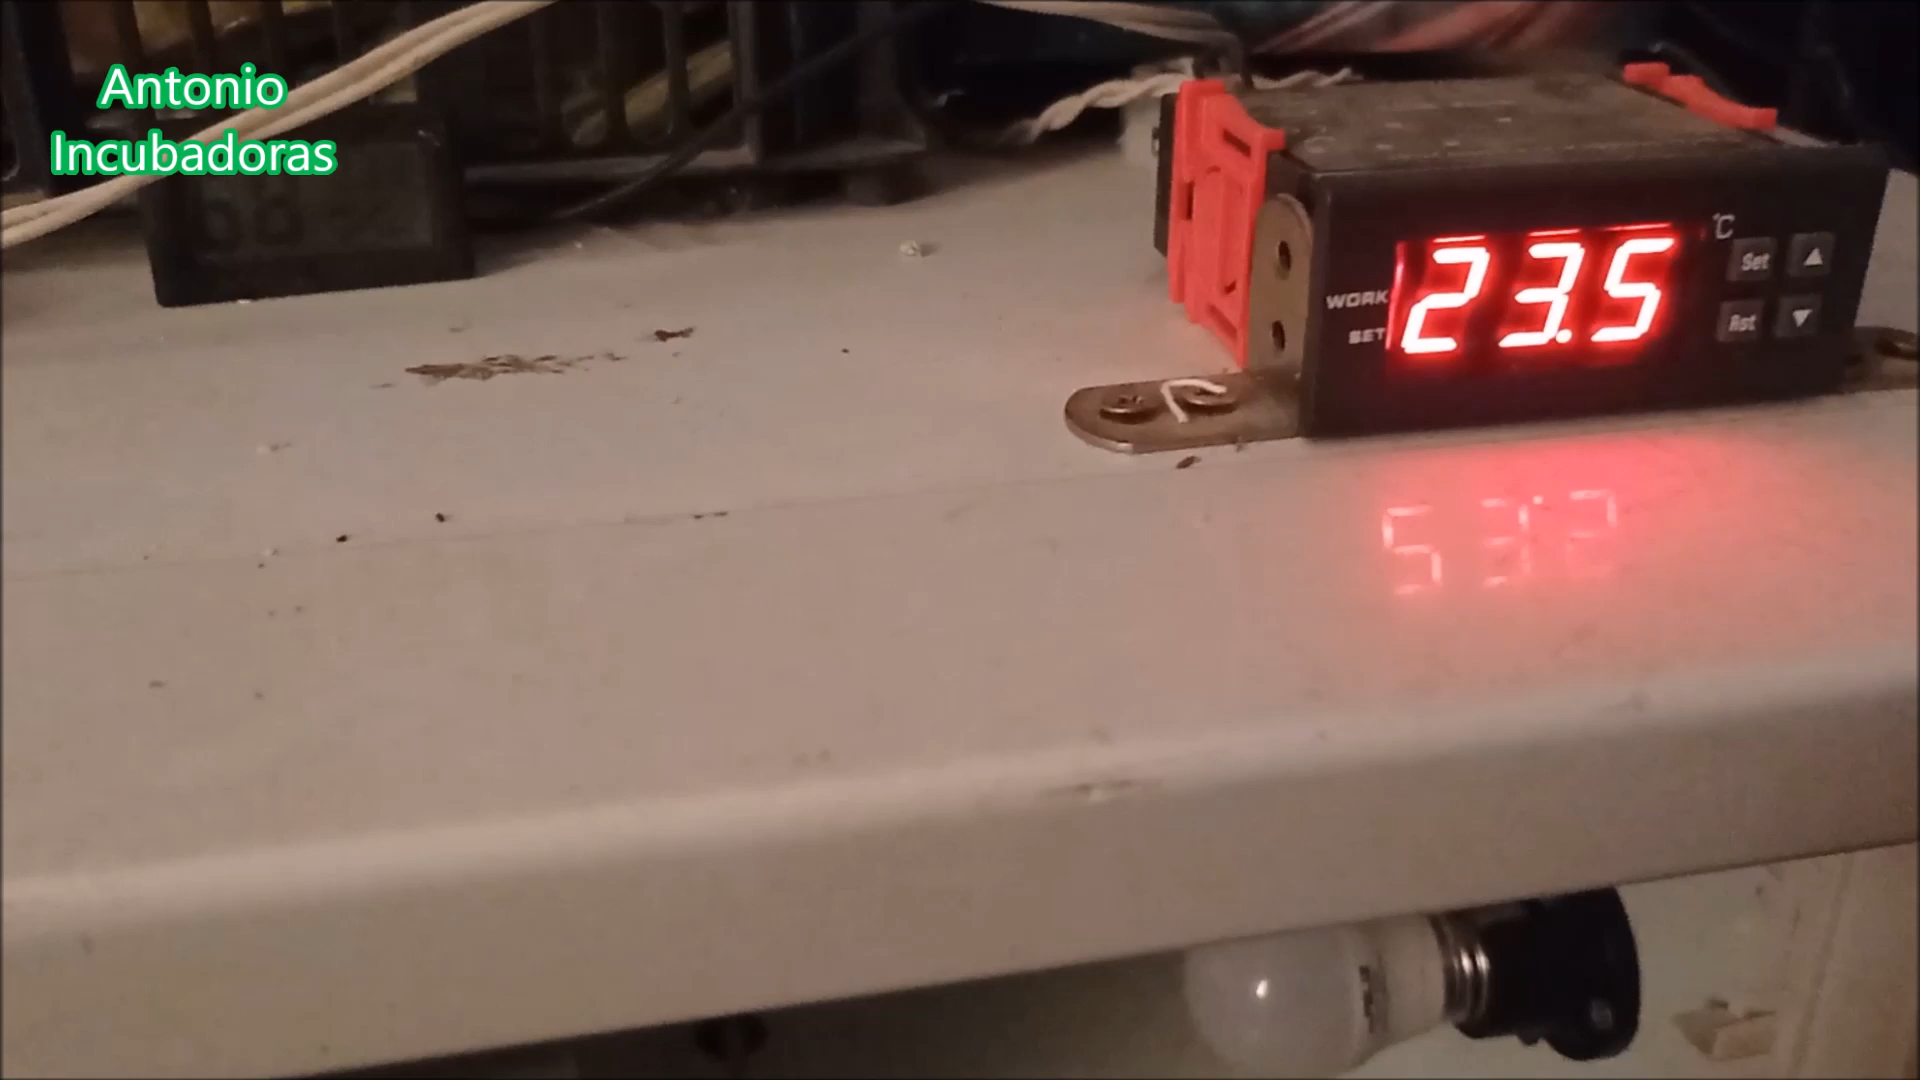 Antonio
Incubadoras
°C
WORK
SET
23.5
Set
Rst